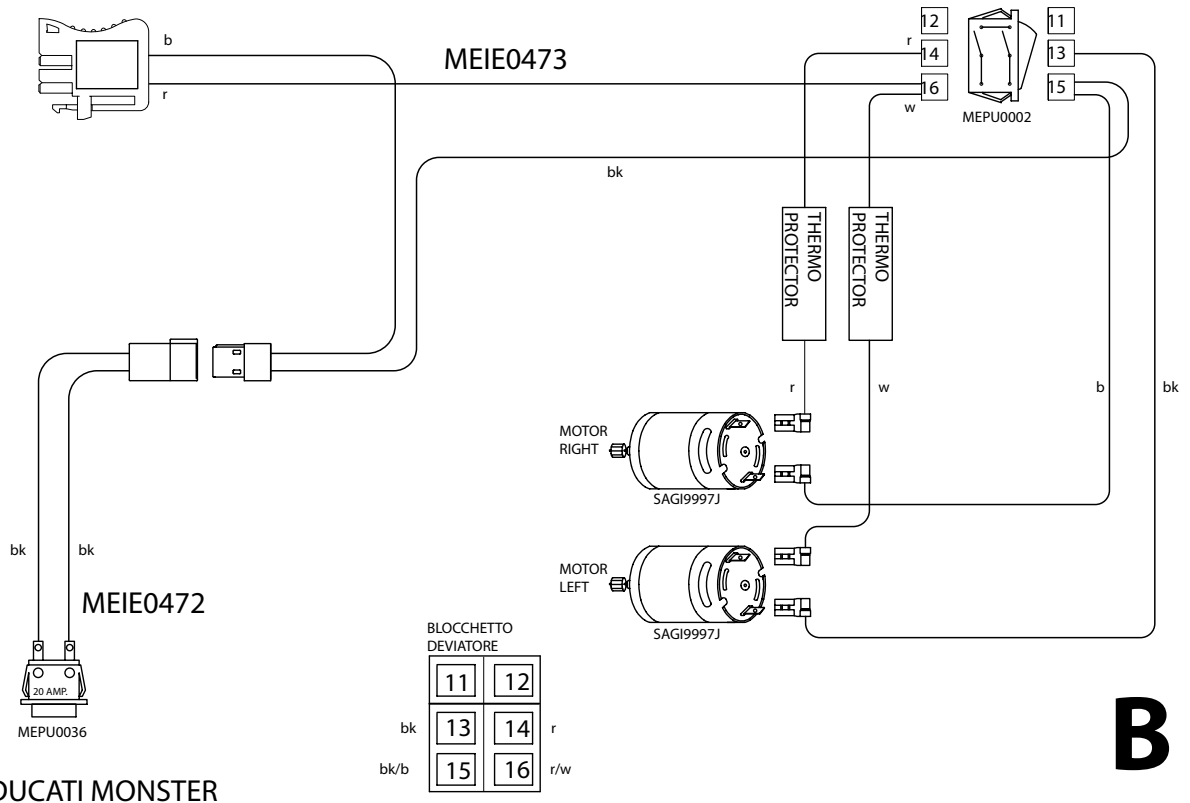 b
r
MEIE0473
12
11
r
14
13
16
15
w
MEPU0002
bk
THERMO
PROTECTOR
THERMO
PROTECTOR
r
w
b
bk
MOTOR
RIGHT
SAGI9997J
MOTOR
LEFT
SAGI9997J
bk
bk
MEIE0472
20 AMP.
MEPU0036
BLOCCHETTO
DEVIATORE
11
12
bk
13
14
r
bk/b
15
16
r/w
B
DUCATI MONSTER